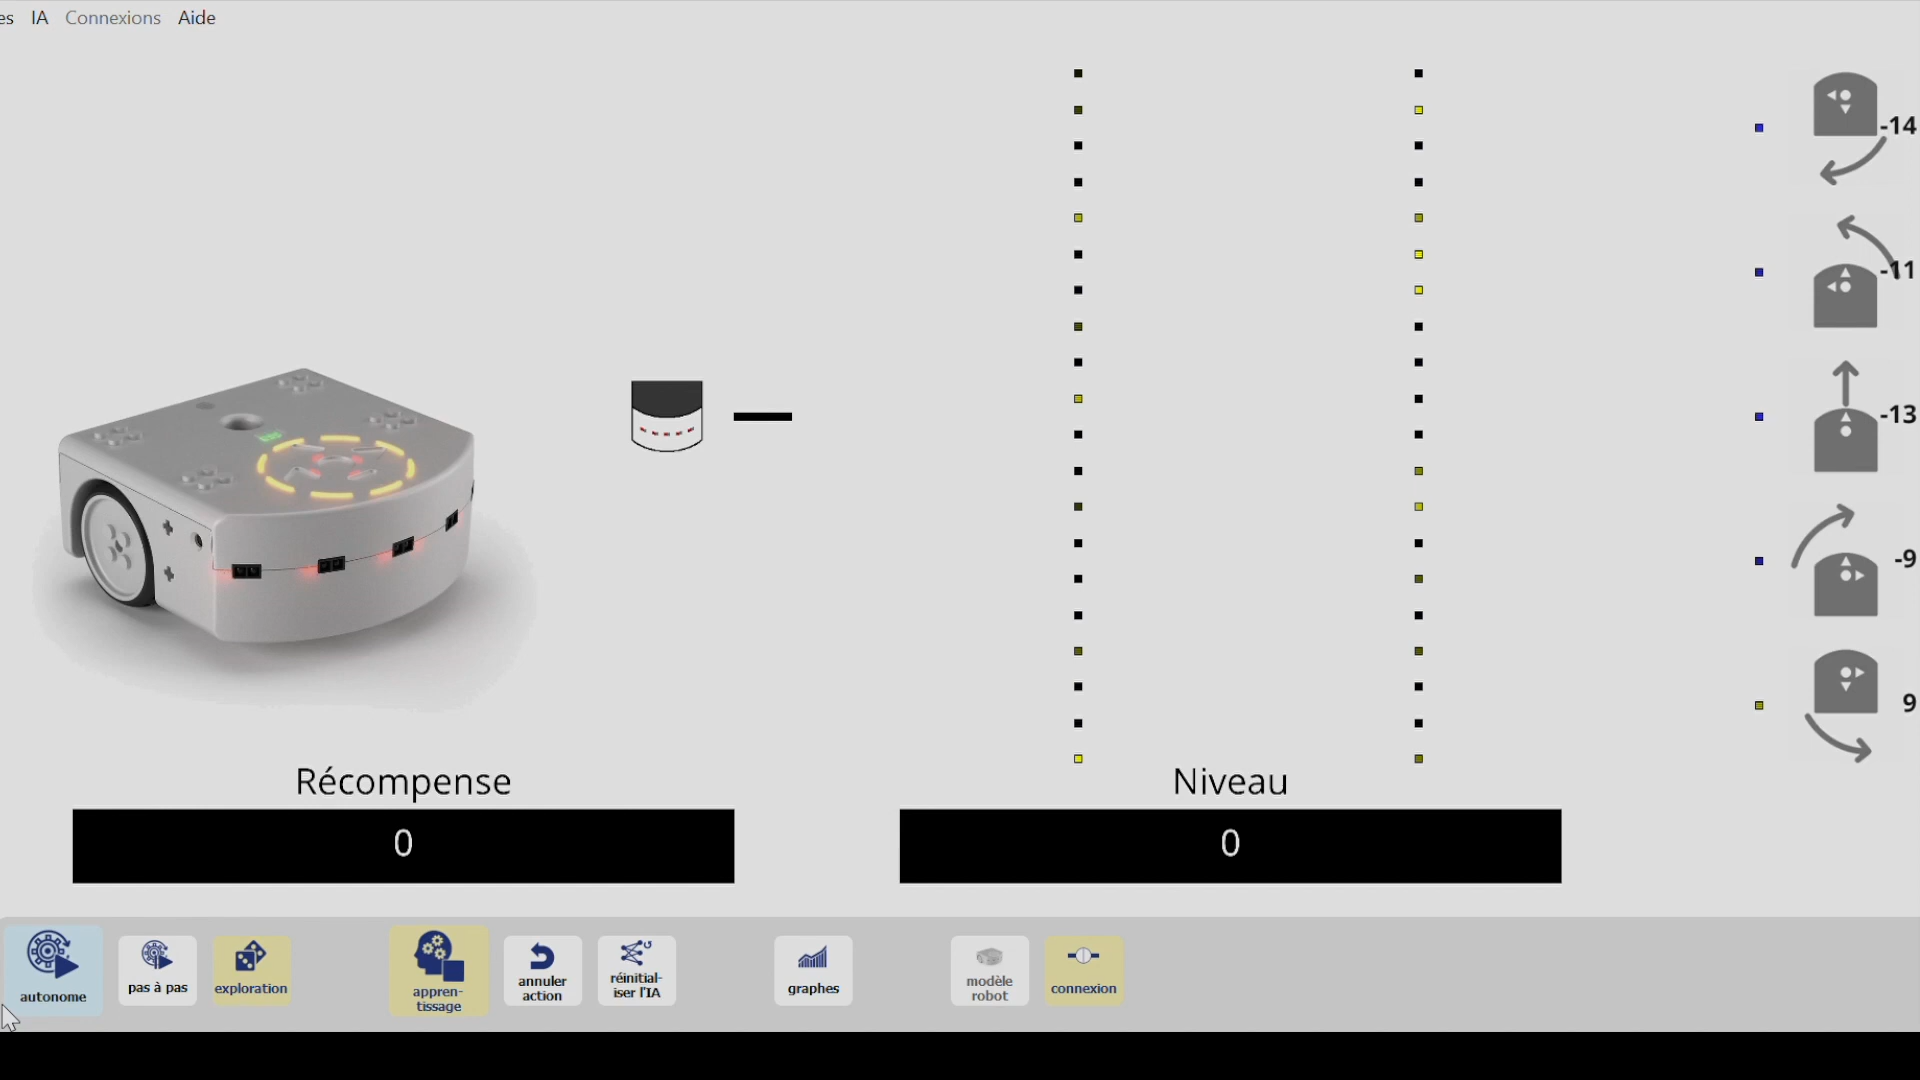 es IA Connexions Aide
-14
-11
-13
-9
9
Récompense
0
Niveau
0
autonome
pas à pas
exploration
appren-
tissage
annuler
action
réinitial-
iser l'IA
graphes
modèle
robot
connexion